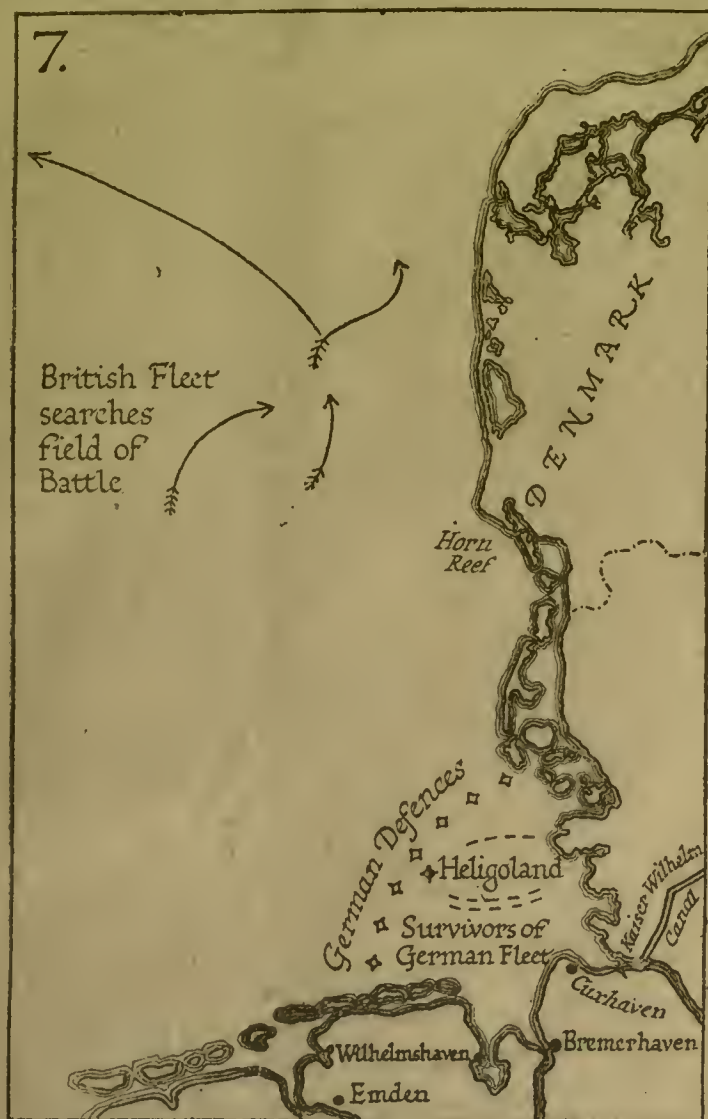 7.
British Fleet
searches
field of
Battle
DENMARK
Horn
Reef
German Defences
Heligoland
Survivors of
German Fleet
Kaiser Wilhelm
Canal
Cuxhaven
Wilhelmshaven
Bremerhaven
Emden